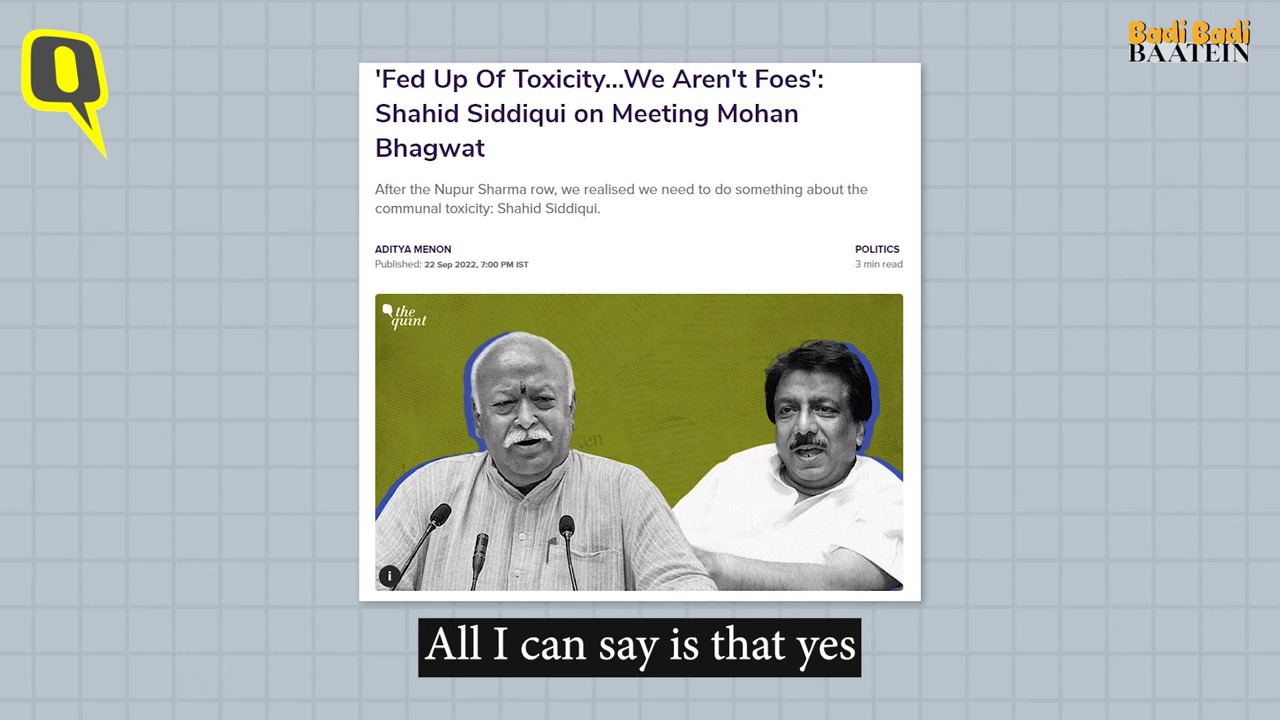 Q
Badi Badi
BAATEIN
'Fed Up Of Toxicity...We Aren't Foes':
Shahid Siddiqui on Meeting Mohan
Bhagwat
After the Nupur Sharma row, we realised we need to do something about the
communal toxicity: Shahid Siddiqui.
ADITYA MENON
POLITICS
Published: 22 Sep 2022, 7:00 PM IST
3 min read
the
quint
i
All I can say is that yes